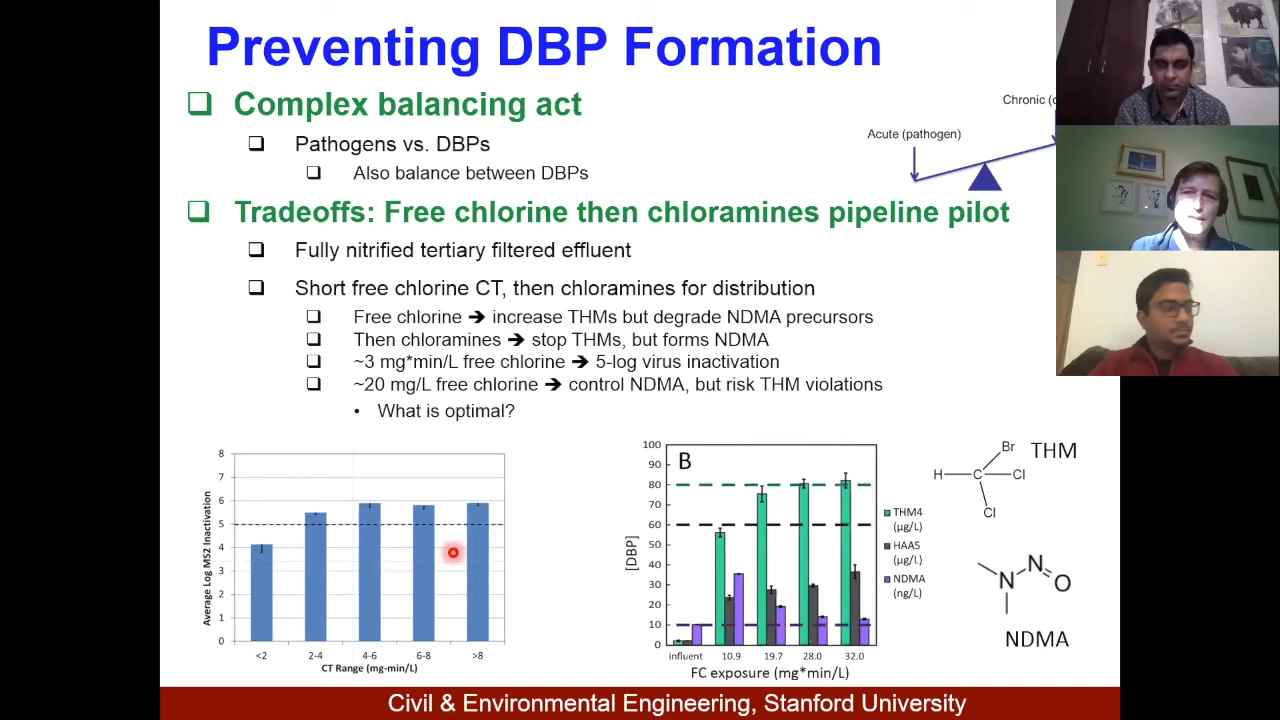 Preventing DBP Formation
❑ Complex balancing act
❑ Pathogens vs. DBPs
❑ Also balance between DBPs
Chronic (
Acute (pathogen)
❑ Tradeoffs: Free chlorine then chloramines pipeline pilot
❑ Fully nitrified tertiary filtered effluent
❑ Short free chlorine CT, then chloramines for distribution
❑ Free chlorine ➔ increase THMs but degrade NDMA precursors
❑ Then chloramines ➔ stop THMs, but forms NDMA
❑ ~3 mg*min/L free chlorine ➔ 5-log virus inactivation
❑ ~20 mg/L free chlorine ➔ control NDMA, but risk THM violations
• What is optimal?
Average Log MS2 Inactivation
8
7
6
5
4
3
2
1
0
<2 2-4 4-6 6-8 >8
CT Range (mg-min/L)
B
[DBP]
100
90
80
70
60
50
40
30
20
10
0
influent 10.9 19.7 28.0 32.0
FC exposure (mg*min/L)
THM4
(µg/L)
HAA5
(µg/L)
NDMA
(ng/L)
Br THM
H C Cl
Cl
N N O
NDMA
Civil & Environmental Engineering, Stanford University